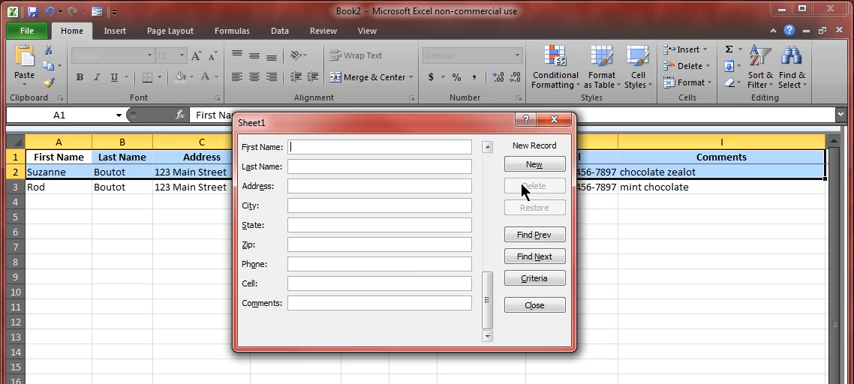 Book2 - Microsoft Excel non-commercial use
File Home Insert Page Layout Formulas Data Review View
Paste
Clipboard
11
A A
B I U
Font
Wrap Text
Merge & Center
Alignment
$ % ,
Number
Conditional Formatting
Format as Table
Cell Styles
Styles
Insert
Delete
Format
Cells
Σ
Sort & Filter
Find & Select
Editing
A1
fx
First Na
A B C I
1 First Name Last Name Address Comments
2 Suzanne Boutot 123 Main Street 456-7897 chocolate zealot
3 Rod Boutot 123 Main Street 456-7897 mint chocolate
4
5
6
7
8
9
10
11
12
13
14
15
16
Sheet1
?
First Name:
Last Name:
Address:
City:
State:
Zip:
Phone:
Cell:
Comments:
New Record
New
Delete
Restore
Find Prev
Find Next
Criteria
Close